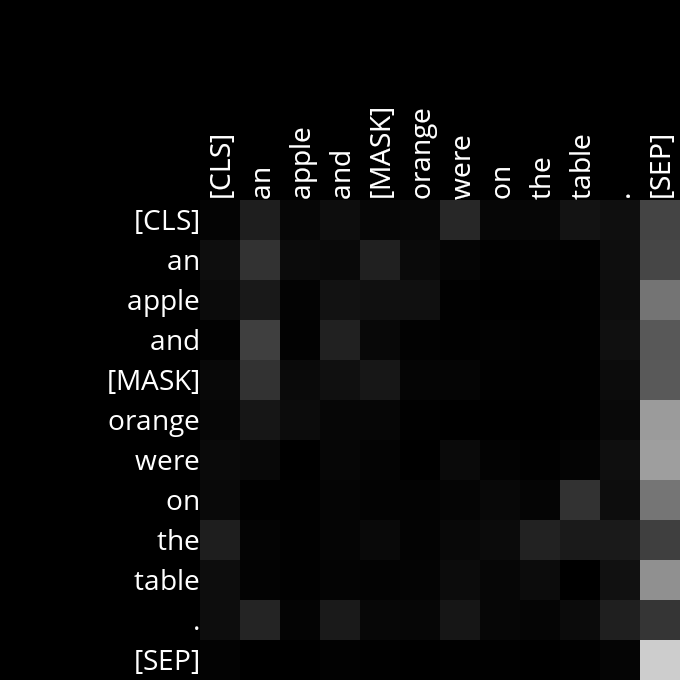 [CLS] an apple and [MASK] orange were on the table . [SEP]
[CLS]
an
apple
and
[MASK]
orange
were
on
the
table
.
[SEP]